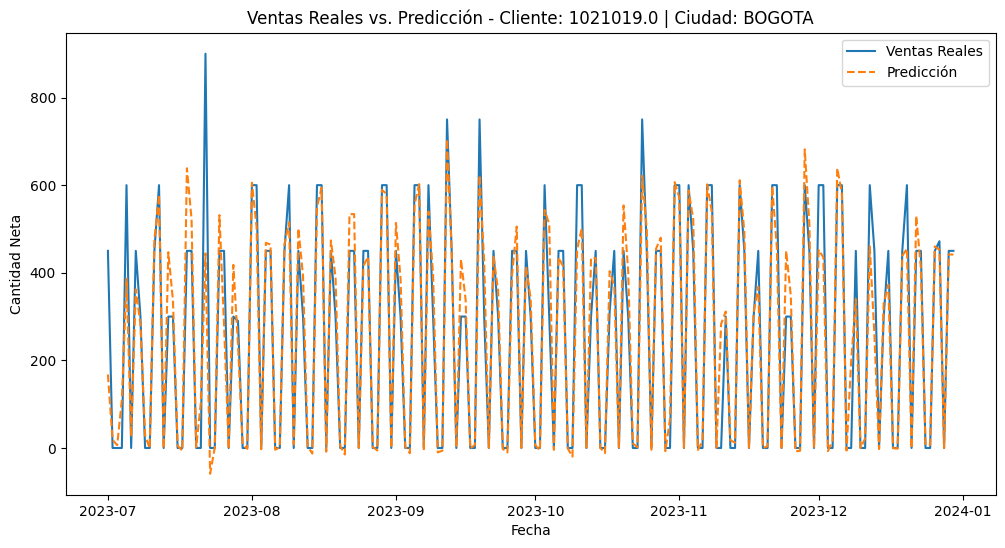 Ventas Reales vs. Predicción - Cliente: 1021019.0 | Ciudad: BOGOTA
Ventas Reales
Predicción
Cantidad Neta
800
600
400
200
0
2023-07
2023-08
2023-09
2023-10
2023-11
2023-12
2024-01
Fecha